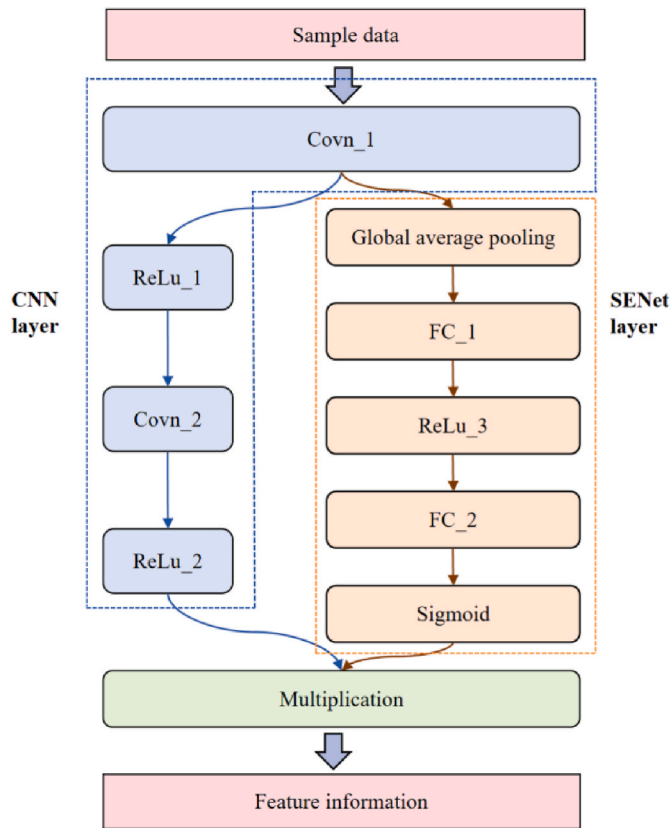 Sample data
Covn_1
Global average pooling
ReLu_1
CNN
layer
SENet
layer
FC_1
Covn_2
ReLu_3
FC_2
ReLu_2
Sigmoid
Multiplication
Feature information